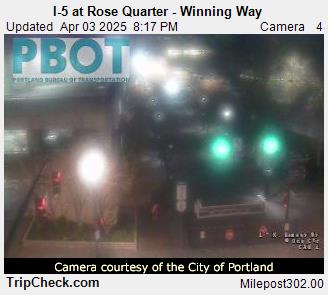 I-5 at Rose Quarter - Winning Way
Updated Apr 03 2025 8:17 PM Camera 4
PBOT
PORTLAND BUREAU OF TRANSPORTATION
Camera courtesy of the City of Portland
TripCheck.com Milepost302.00